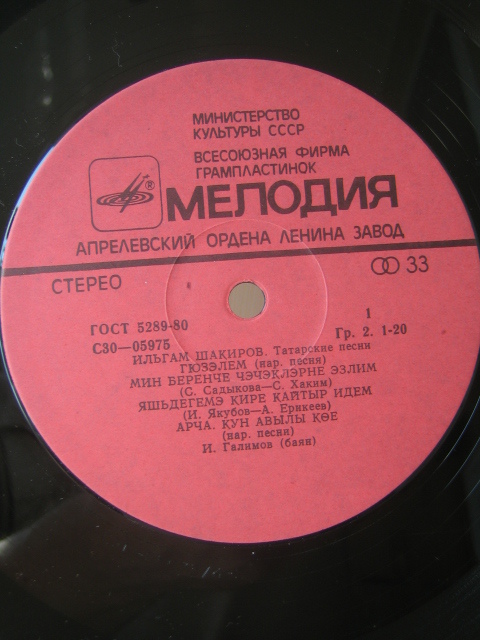 МИНИСТЕРСТВО
КУЛЬТУРЫ СССР
ВСЕСОЮЗНАЯ ФИРМА
ГРАМПЛАСТИНОК
® МЕЛОДИЯ
АПРЕЛЕВСКИЙ ОРДЕНА ЛЕНИНА ЗАВОД
СТЕРЕО
33
ГОСТ 5289-80
1
С30—05975
Гр. 2. 1-20
ИЛЬГАМ ШАКИРОВ. Татарские песни
ГЮЗЭЛЕМ (нар. песня)
МИН БЕРЕНЧЕ ЧЭЧЭКЛЭРНЕ ЭЗЛИМ
(С. Садыкова—С. Хаким)
ЯШЬДЕГЕМЭ КИРЕ КАЙТЫР ИДЕМ
(И. Якубов—А. Ерикеев)
АРЧА. КУН АВЫЛЫ КӨЕ
(нар. песни)
И. Галимов (баян)